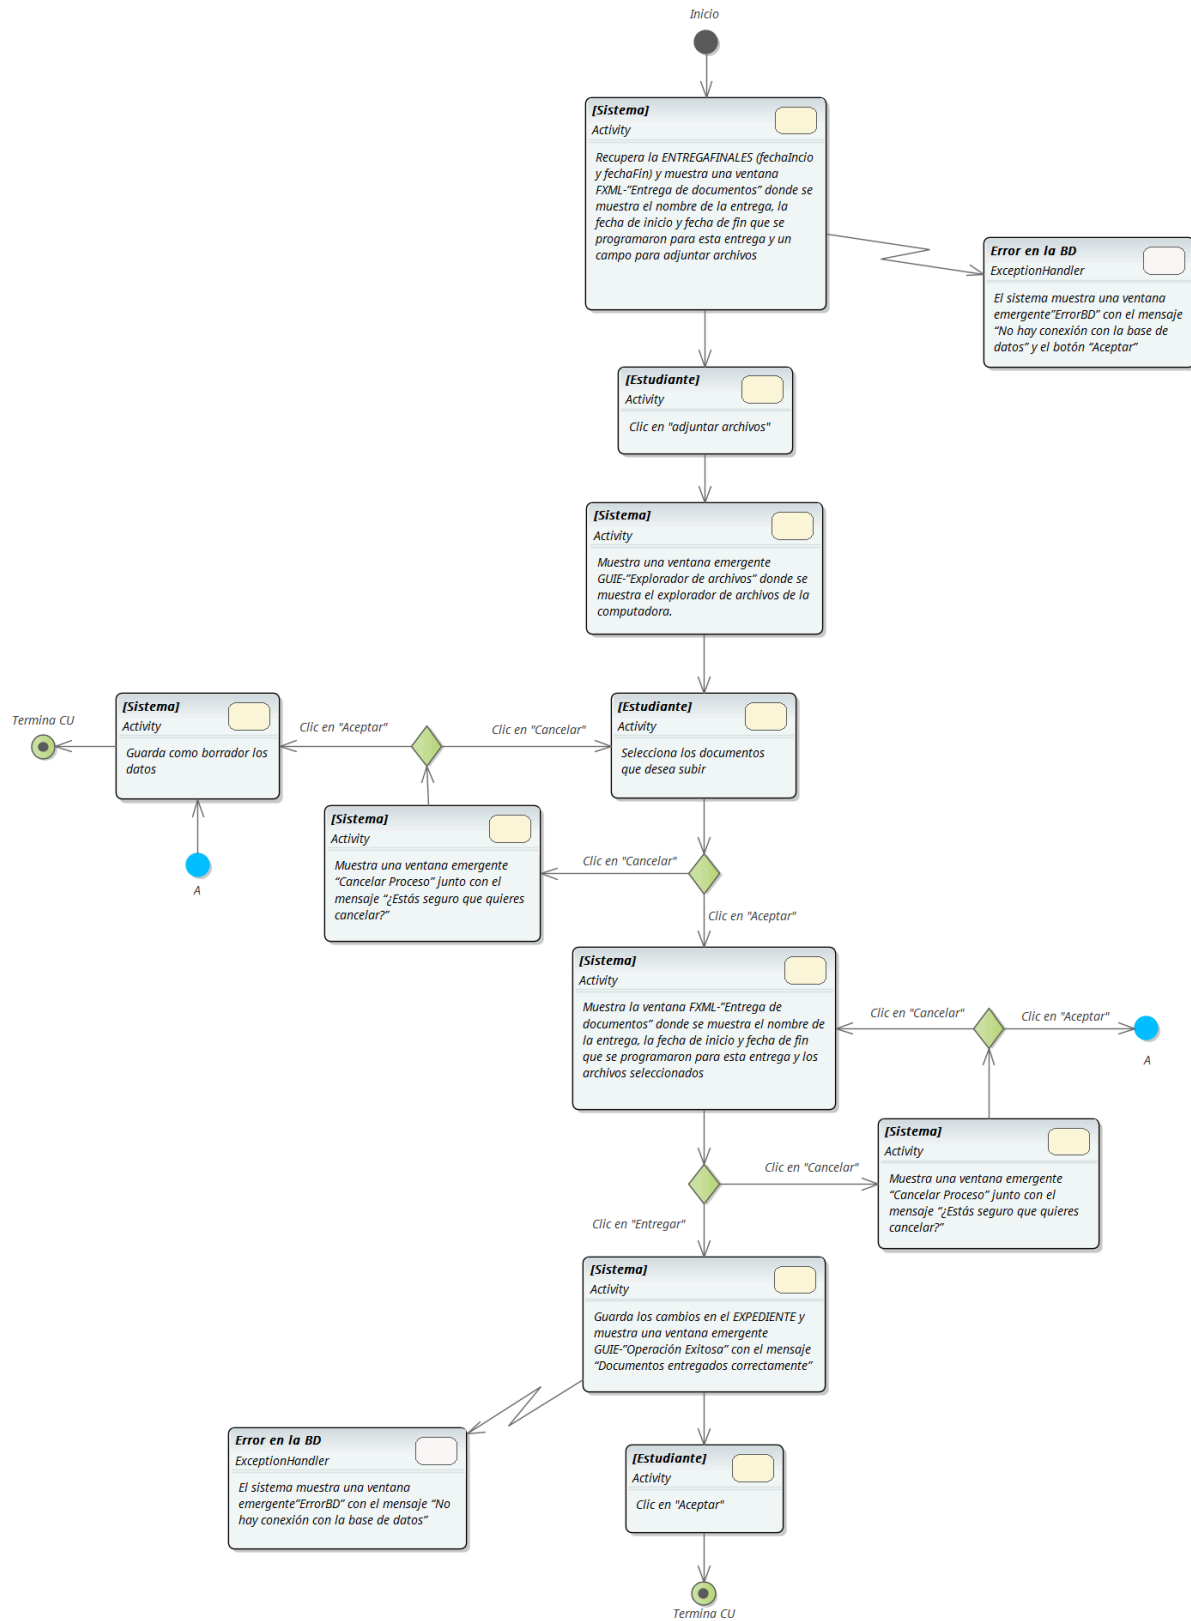 Inicio
[Sistema]
Activity
Recupera la ENTREGAFINALES (fechaIncio
y fechaFin) y muestra una ventana
FXML-”Entrega de documentos” donde se
muestra el nombre de la entrega, la
fecha de inicio y fecha de fin que se
programaron para esta entrega y un
campo para adjuntar archivos
Error en la BD
ExceptionHandler
El sistema muestra una ventana
emergente”ErrorBD” con el mensaje
“No hay conexión con la base de
datos” y el botón “Aceptar”
[Estudiante]
Activity
Clic en "adjuntar archivos"
[Sistema]
Activity
Muestra una ventana emergente
GUIE-”Explorador de archivos” donde se
muestra el explorador de archivos de la
computadora.
Termina CU
[Sistema]
Activity
Guarda como borrador los
datos
Clic en "Aceptar"
Clic en "Cancelar"
[Estudiante]
Activity
Selecciona los documentos
que desea subir
A
[Sistema]
Activity
Muestra una ventana emergente
“Cancelar Proceso” junto con el
mensaje “¿Estás seguro que quieres
cancelar?”
Clic en "Cancelar"
Clic en "Aceptar"
[Sistema]
Activity
Muestra la ventana FXML-”Entrega de
documentos” donde se muestra el nombre de
la entrega, la fecha de inicio y fecha de fin
que se programaron para esta entrega y los
archivos seleccionados
Clic en "Cancelar"
Clic en "Aceptar"
A
[Sistema]
Activity
Muestra una ventana emergente
“Cancelar Proceso” junto con el
mensaje “¿Estás seguro que quieres
cancelar?”
Clic en "Cancelar"
Clic en "Entregar"
[Sistema]
Activity
Guarda los cambios en el EXPEDIENTE y
muestra una ventana emergente
GUIE-”Operación Exitosa” con el mensaje
“Documentos entregados correctamente”
Error en la BD
ExceptionHandler
El sistema muestra una ventana
emergente”ErrorBD” con el mensaje “No
hay conexión con la base de datos”
[Estudiante]
Activity
Clic en "Aceptar"
Termina CU